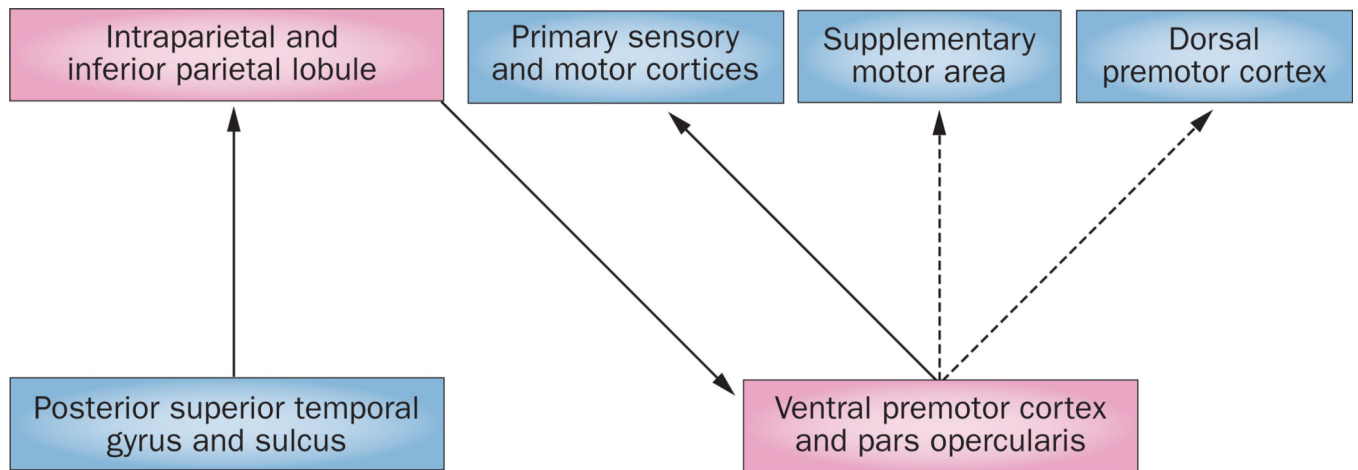 Intraparietal and
inferior parietal lobule
Primary sensory
and motor cortices
Supplementary
motor area
Dorsal
premotor cortex
Posterior superior temporal
gyrus and sulcus
Ventral premotor cortex
and pars opercularis